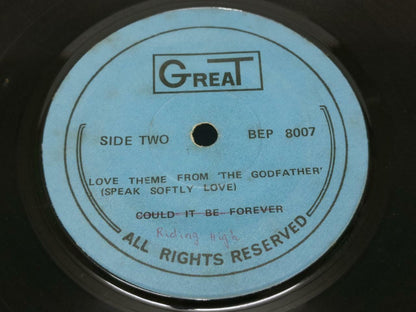 GREAT
SIDE TWO BEP 8007
LOVE THEME FROM 'THE GODFATHER'
(SPEAK SOFTLY LOVE)
COULD IT BE FOREVER
Riding High
ALL RIGHTS RESERVED